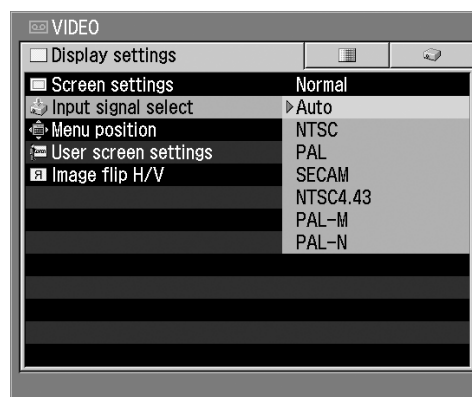 VIDEO
Display settings
Screen settings Normal
Input signal select Auto
Menu position NTSC
User screen settings PAL
Image flip H/V SECAM
NTSC4.43
PAL-M
PAL-N